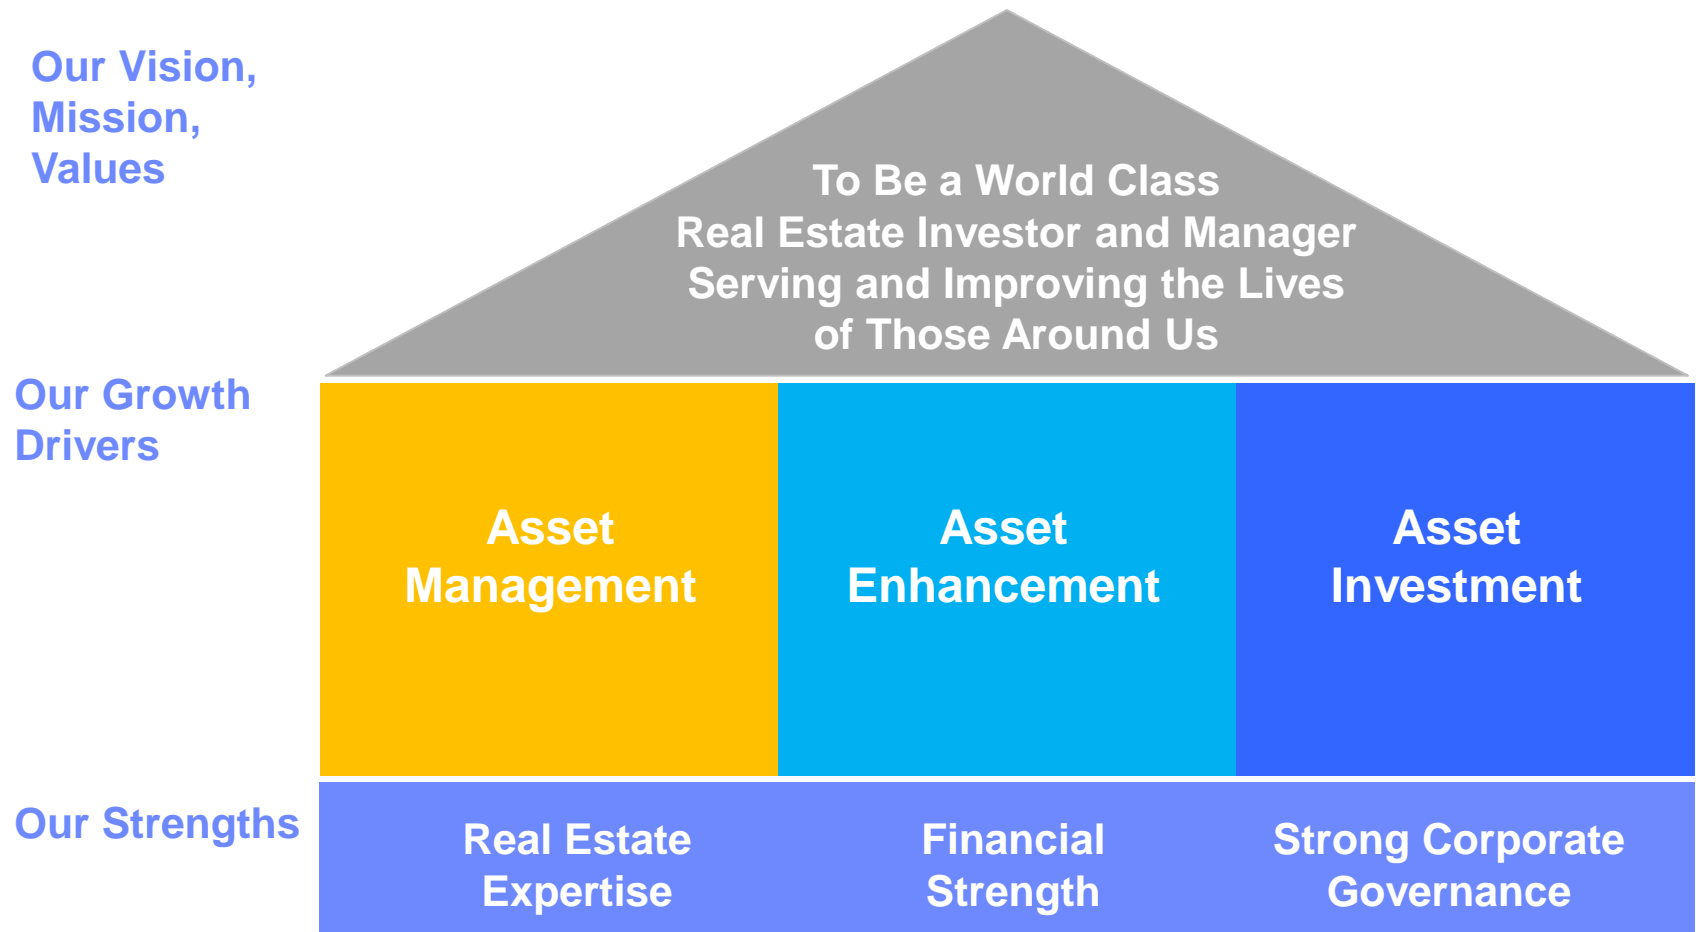 Our Vision,
Mission,
Values
To Be a World Class
Real Estate Investor and Manager
Serving and Improving the Lives
of Those Around Us
Our Growth
Drivers
Asset
Management
Asset
Enhancement
Asset
Investment
Our Strengths
Real Estate
Expertise
Financial
Strength
Strong Corporate
Governance